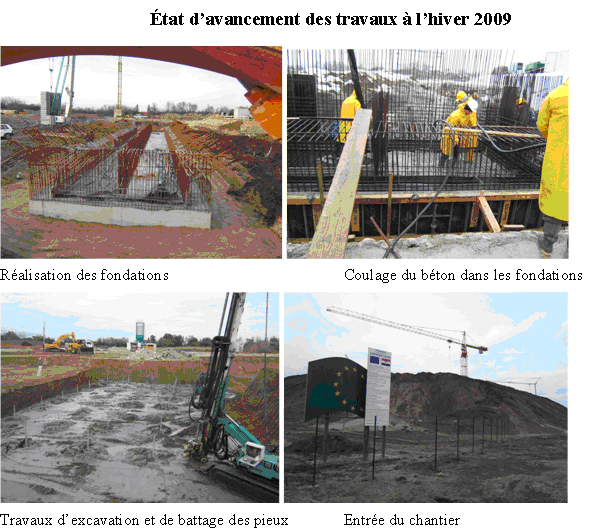 État d’avancement des travaux à l’hiver 2009
Réalisation des fondations
Coulage du béton dans les fondations
Travaux d’excavation et de battage des pieux
Entrée du chantier